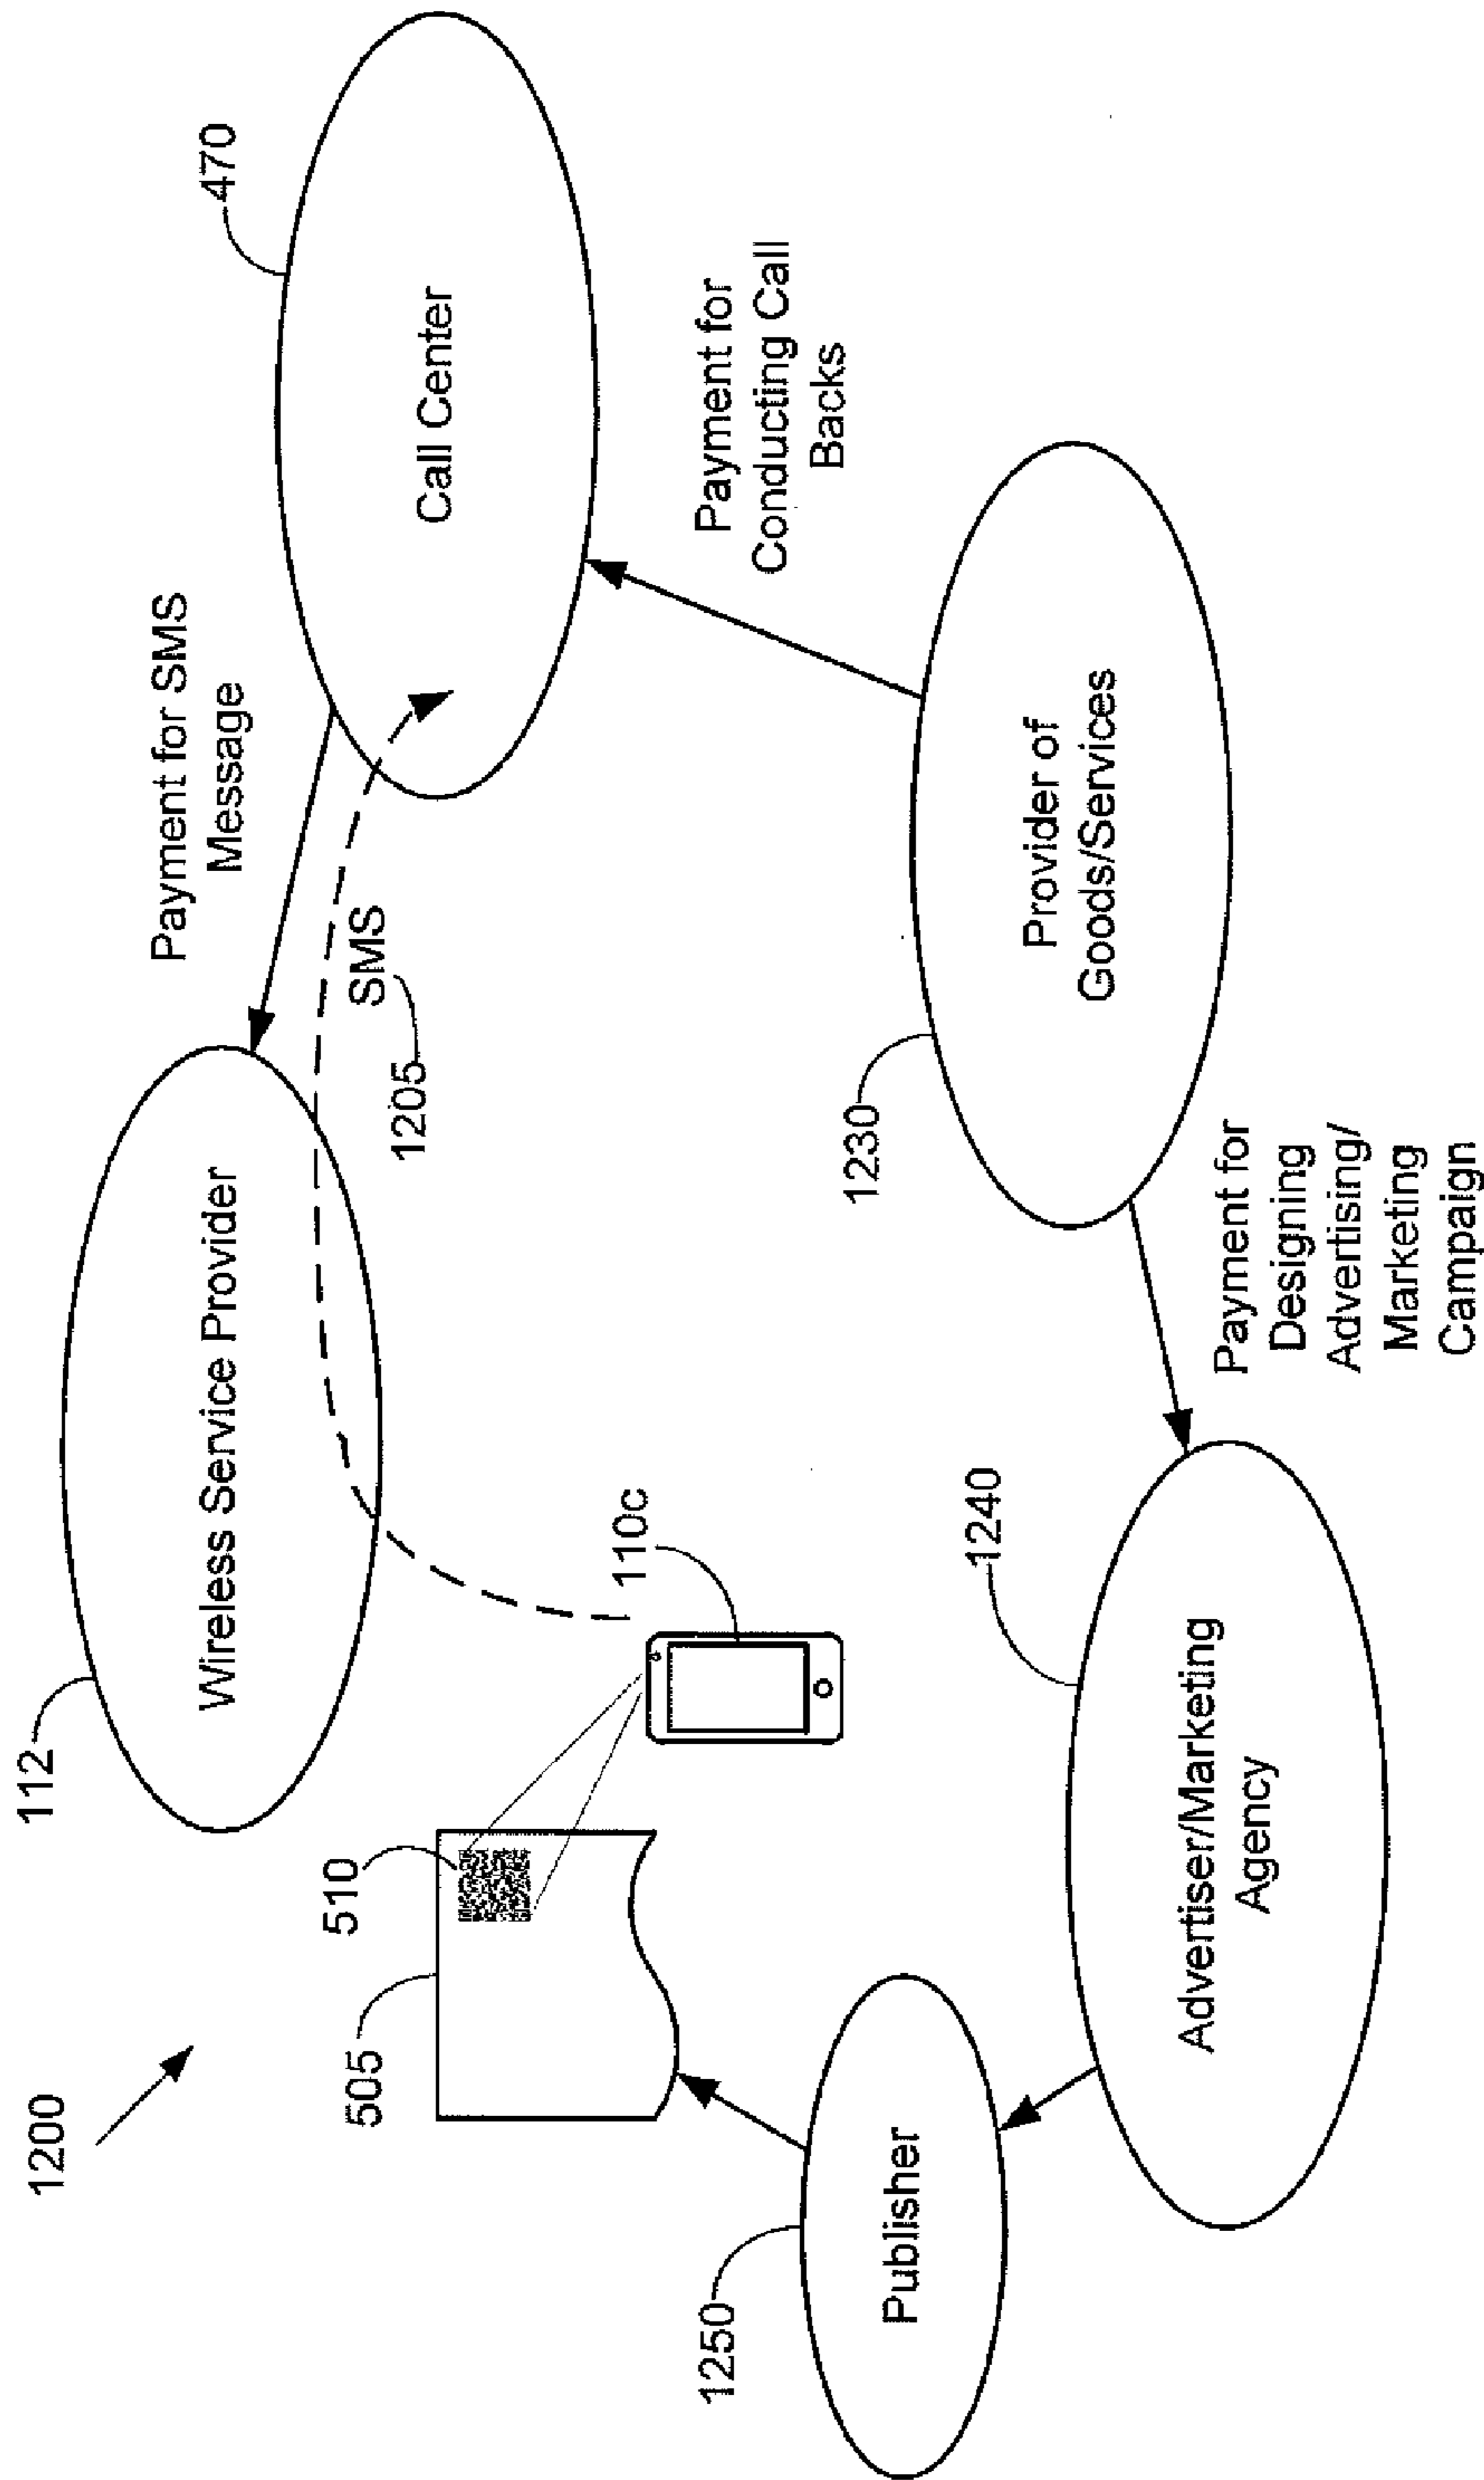 1200
112
Wireless Service Provider
Payment for SMS
Message
470
Call Center
SMS
1205
510
505
110c
Payment for
Conducting Call
Backs
1250
Publisher
1240
Advertiser/Marketing
Agency
1230
Provider of
Goods/Services
Payment for
Designing
Advertising/
Marketing
Campaign